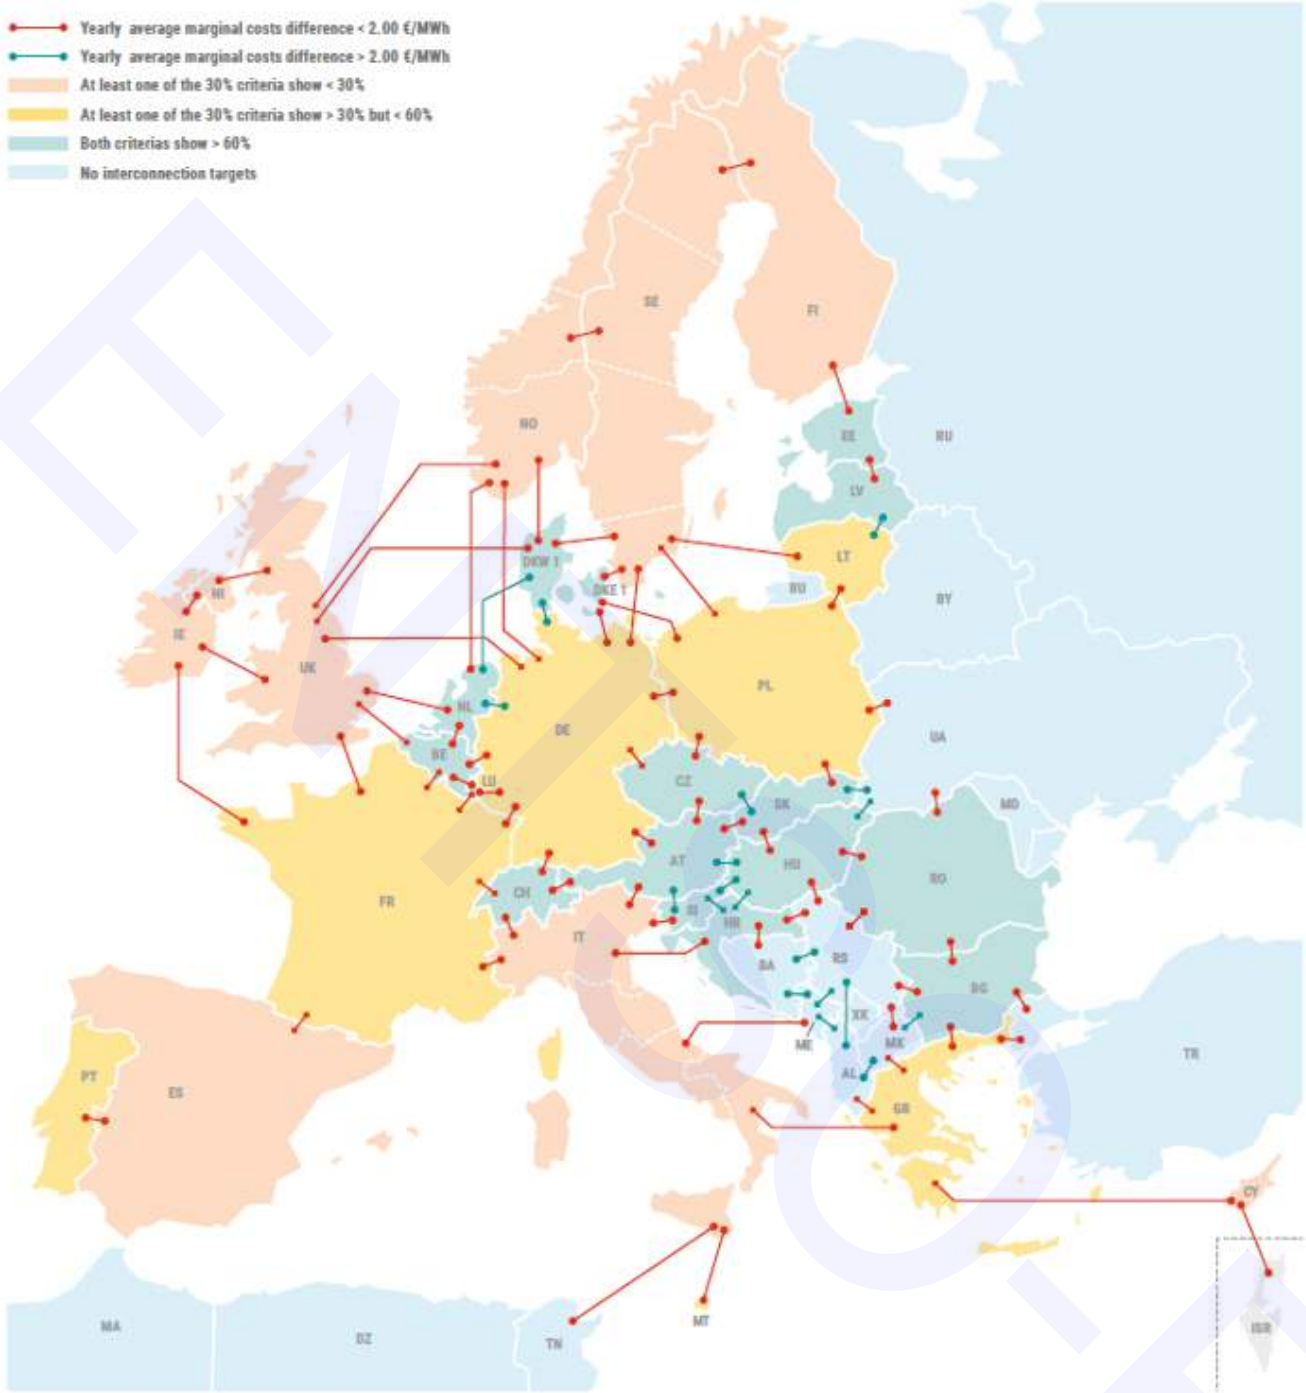 Yearly average marginal costs difference < 2.00 €/MWh
Yearly average marginal costs difference > 2.00 €/MWh
At least one of the 30% criteria show < 30%
At least one of the 30% criteria show > 30% but < 60%
Both criterias show > 60%
No interconnection targets
SE
FI
NO
EE
RU
LV
DKW 1
LT
NI
DKE 1
RU
BY
IE
UK
PL
NL
DE
UA
BE
LU
CZ
SK
MD
AT
HU
CH
RO
FR
SI
HR
IT
BA
RS
BG
XK
ME
MK
TR
PT
AL
ES
GR
CY
MT
MA
DZ
TN
ISR